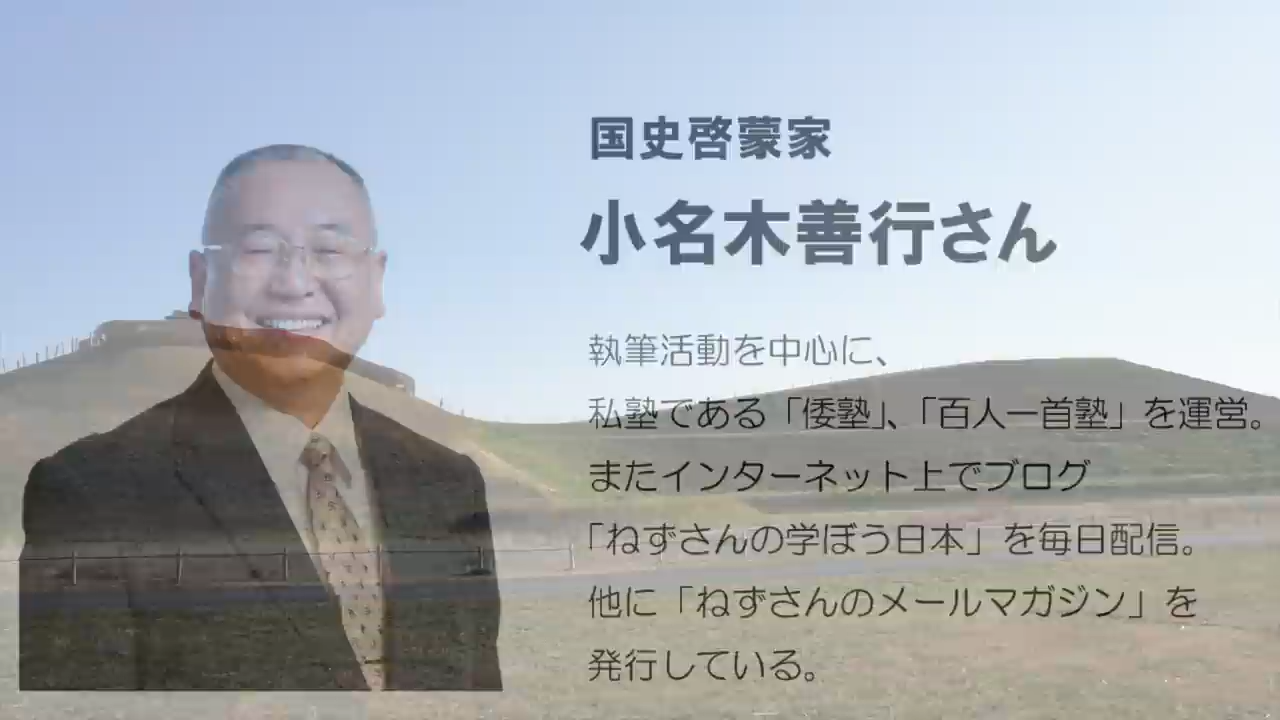 国史啓蒙家
小名木善行さん
執筆活動を中心に、
私塾である「倭塾」、「百人一首塾」を運営。
またインターネット上でブログ
「ねずさんの学ぼう日本」を毎日配信。
他に「ねずさんのメールマガジン」を
発行している。